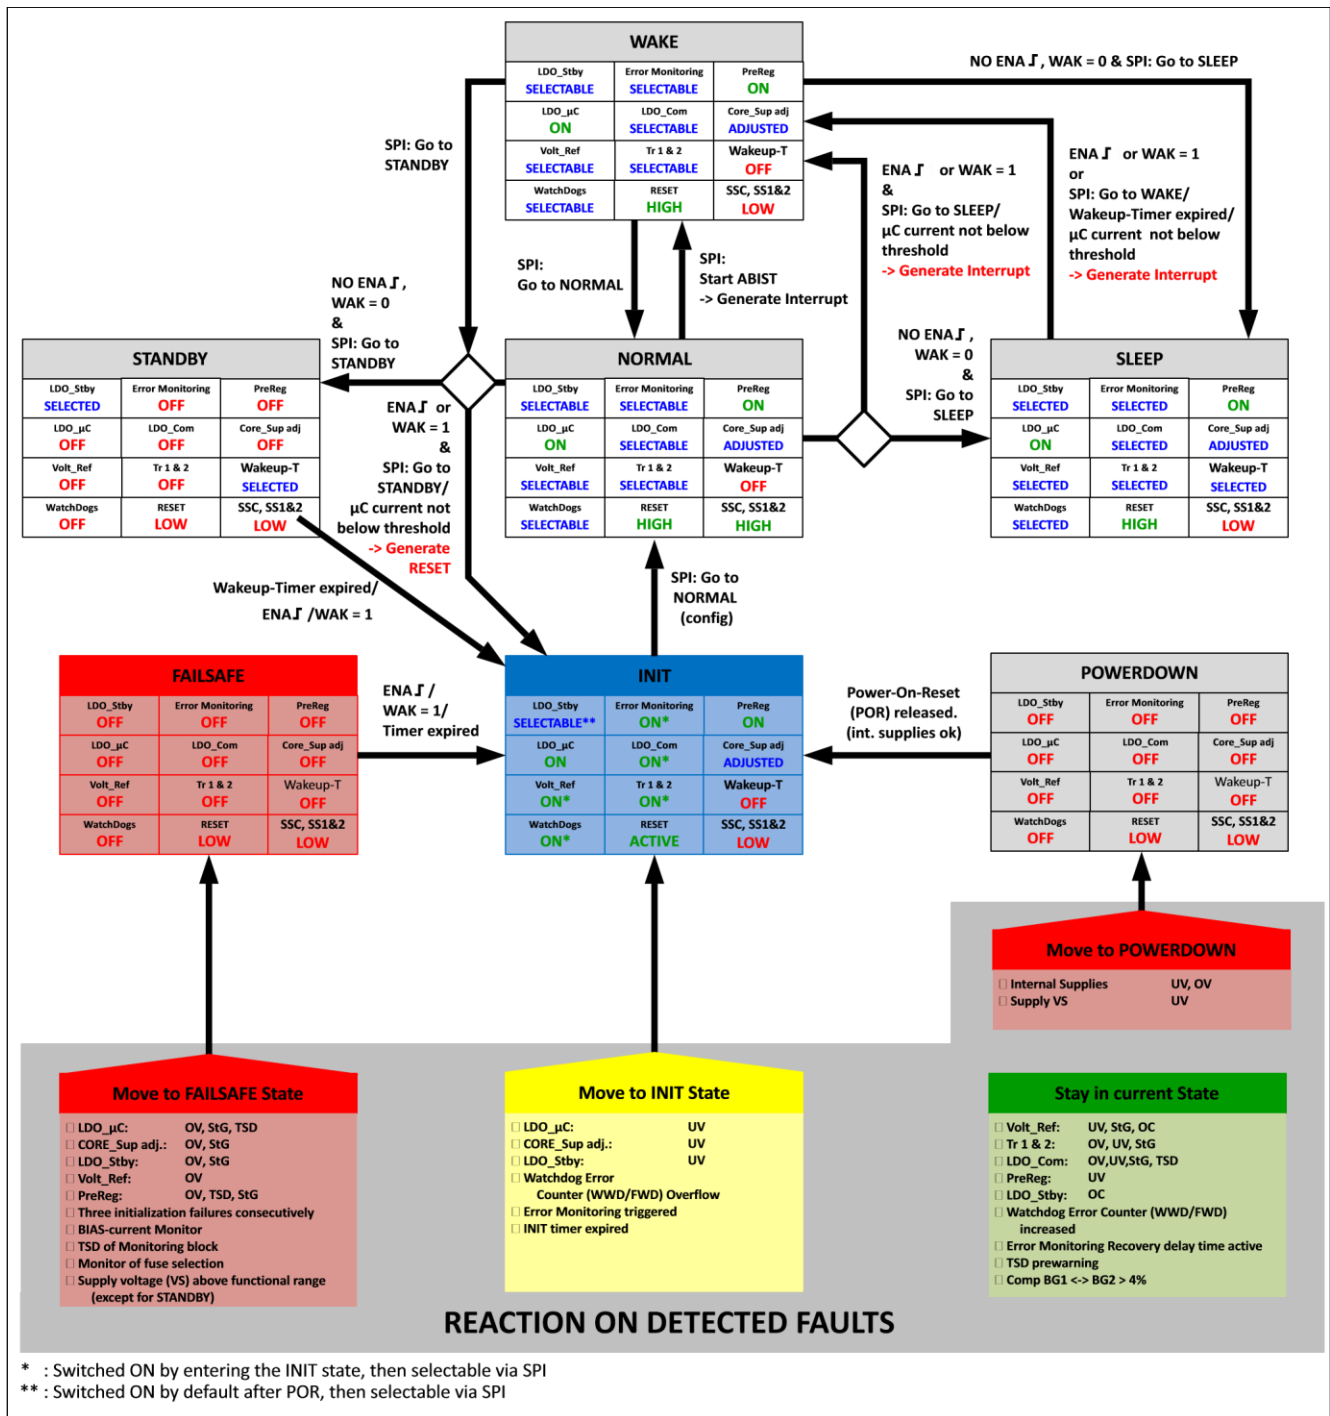 WAKE
LDO_Stby Error Monitoring PreReg
SELECTABLE SELECTABLE ON
LDO_µC LDO_Com Core_Sup adj
ON SELECTABLE ADJUSTED
Volt_Ref Tr 1 & 2 Wakeup-T
SELECTABLE SELECTABLE OFF
WatchDogs RESET SSC, SS1&2
SELECTABLE HIGH LOW
NO ENA, WAK = 0 & SPI: Go to SLEEP
SPI: Go to
STANDBY
ENA or WAK = 1
&
SPI: Go to SLEEP/
µC current not below
threshold
-> Generate Interrupt
ENA or WAK = 1
or
SPI: Go to WAKE/
Wakeup-Timer expired/
µC current not below
threshold
-> Generate Interrupt
SPI:
Go to NORMAL
SPI:
Start ABIST
-> Generate Interrupt
NO ENA,
WAK = 0
&
SPI: Go to
STANDBY
NO ENA,
WAK = 0
&
SPI: Go to
SLEEP
STANDBY
LDO_Stby Error Monitoring PreReg
SELECTED OFF OFF
LDO_µC LDO_Com Core_Sup adj
OFF OFF OFF
Volt_Ref Tr 1 & 2 Wakeup-T
OFF OFF SELECTED
WatchDogs RESET SSC, SS1&2
OFF LOW LOW
ENA or
WAK = 1
&
SPI: Go to
STANDBY/
µC current not
below threshold
-> Generate
RESET
NORMAL
LDO_Stby Error Monitoring PreReg
SELECTABLE SELECTABLE ON
LDO_µC LDO_Com Core_Sup adj
ON SELECTABLE ADJUSTED
Volt_Ref Tr 1 & 2 Wakeup-T
SELECTABLE SELECTABLE OFF
WatchDogs RESET SSC, SS1&2
SELECTABLE HIGH HIGH
SLEEP
LDO_Stby Error Monitoring PreReg
SELECTED SELECTED ON
LDO_µC LDO_Com Core_Sup adj
ON SELECTED ADJUSTED
Volt_Ref Tr 1 & 2 Wakeup-T
SELECTED SELECTED SELECTED
WatchDogs RESET SSC, SS1&2
SELECTED HIGH LOW
Wakeup-Timer expired/
ENA /WAK = 1
SPI: Go to
NORMAL
(config)
FAILSAFE
LDO_Stby Error Monitoring PreReg
OFF OFF OFF
LDO_µC LDO_Com Core_Sup adj
OFF OFF OFF
Volt_Ref Tr 1 & 2 Wakeup-T
OFF OFF OFF
WatchDogs RESET SSC, SS1&2
OFF LOW LOW
ENA /
WAK = 1/
Timer expired
INIT
LDO_Stby Error Monitoring PreReg
SELECTABLE** ON* ON
LDO_µC LDO_Com Core_Sup adj
ON ON* ADJUSTED
Volt_Ref Tr 1 & 2 Wakeup-T
ON* ON* OFF
WatchDogs RESET SSC, SS1&2
ON* ACTIVE LOW
Power-On-Reset
(POR) released.
(int. supplies ok)
POWERDOWN
LDO_Stby Error Monitoring PreReg
OFF OFF OFF
LDO_µC LDO_Com Core_Sup adj
OFF OFF OFF
Volt_Ref Tr 1 & 2 Wakeup-T
OFF OFF OFF
WatchDogs RESET SSC, SS1&2
OFF LOW LOW
Move to POWERDOWN
Internal Supplies UV, OV
Supply VS UV
Move to FAILSAFE State
LDO_µC: OV, StG, TSD
CORE_Sup adj.: OV, StG
LDO_Stby: OV, StG
Volt_Ref: OV
PreReg: OV, TSD, StG
Three initialization failures consecutively
BIAS-current Monitor
TSD of Monitoring block
Monitor of fuse selection
Supply voltage (VS) above functional range
(except for STANDBY)
Move to INIT State
LDO_µC: UV
CORE_Sup adj.: UV
LDO_Stby: UV
Watchdog Error
Counter (WWD/FWD) Overflow
Error Monitoring triggered
INIT timer expired
Stay in current State
Volt_Ref: UV, StG, OC
Tr 1 & 2: OV, UV, StG
LDO_Com: OV,UV,StG, TSD
PreReg: UV
LDO_Stby: OC
Watchdog Error Counter (WWD/FWD)
increased
Error Monitoring Recovery delay time active
TSD prewarning
Comp BG1 <-> BG2 > 4%
REACTION ON DETECTED FAULTS
* : Switched ON by entering the INIT state, then selectable via SPI
** : Switched ON by default after POR, then selectable via SPI